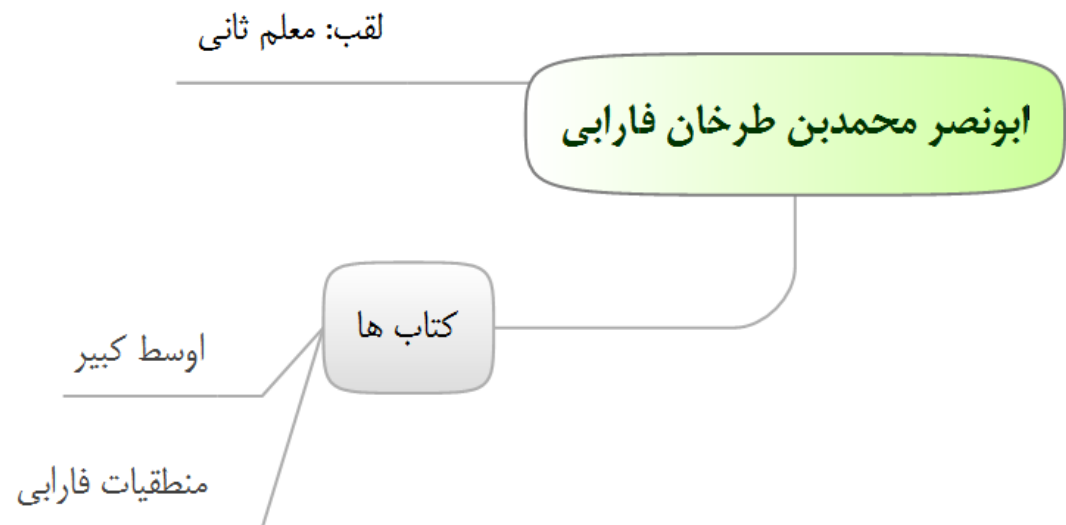 لقب: معلم ثانی
ابونصر محمدبن طرخان فارابی
کتاب ها
اوسط کبیر
منطقیات فارابی